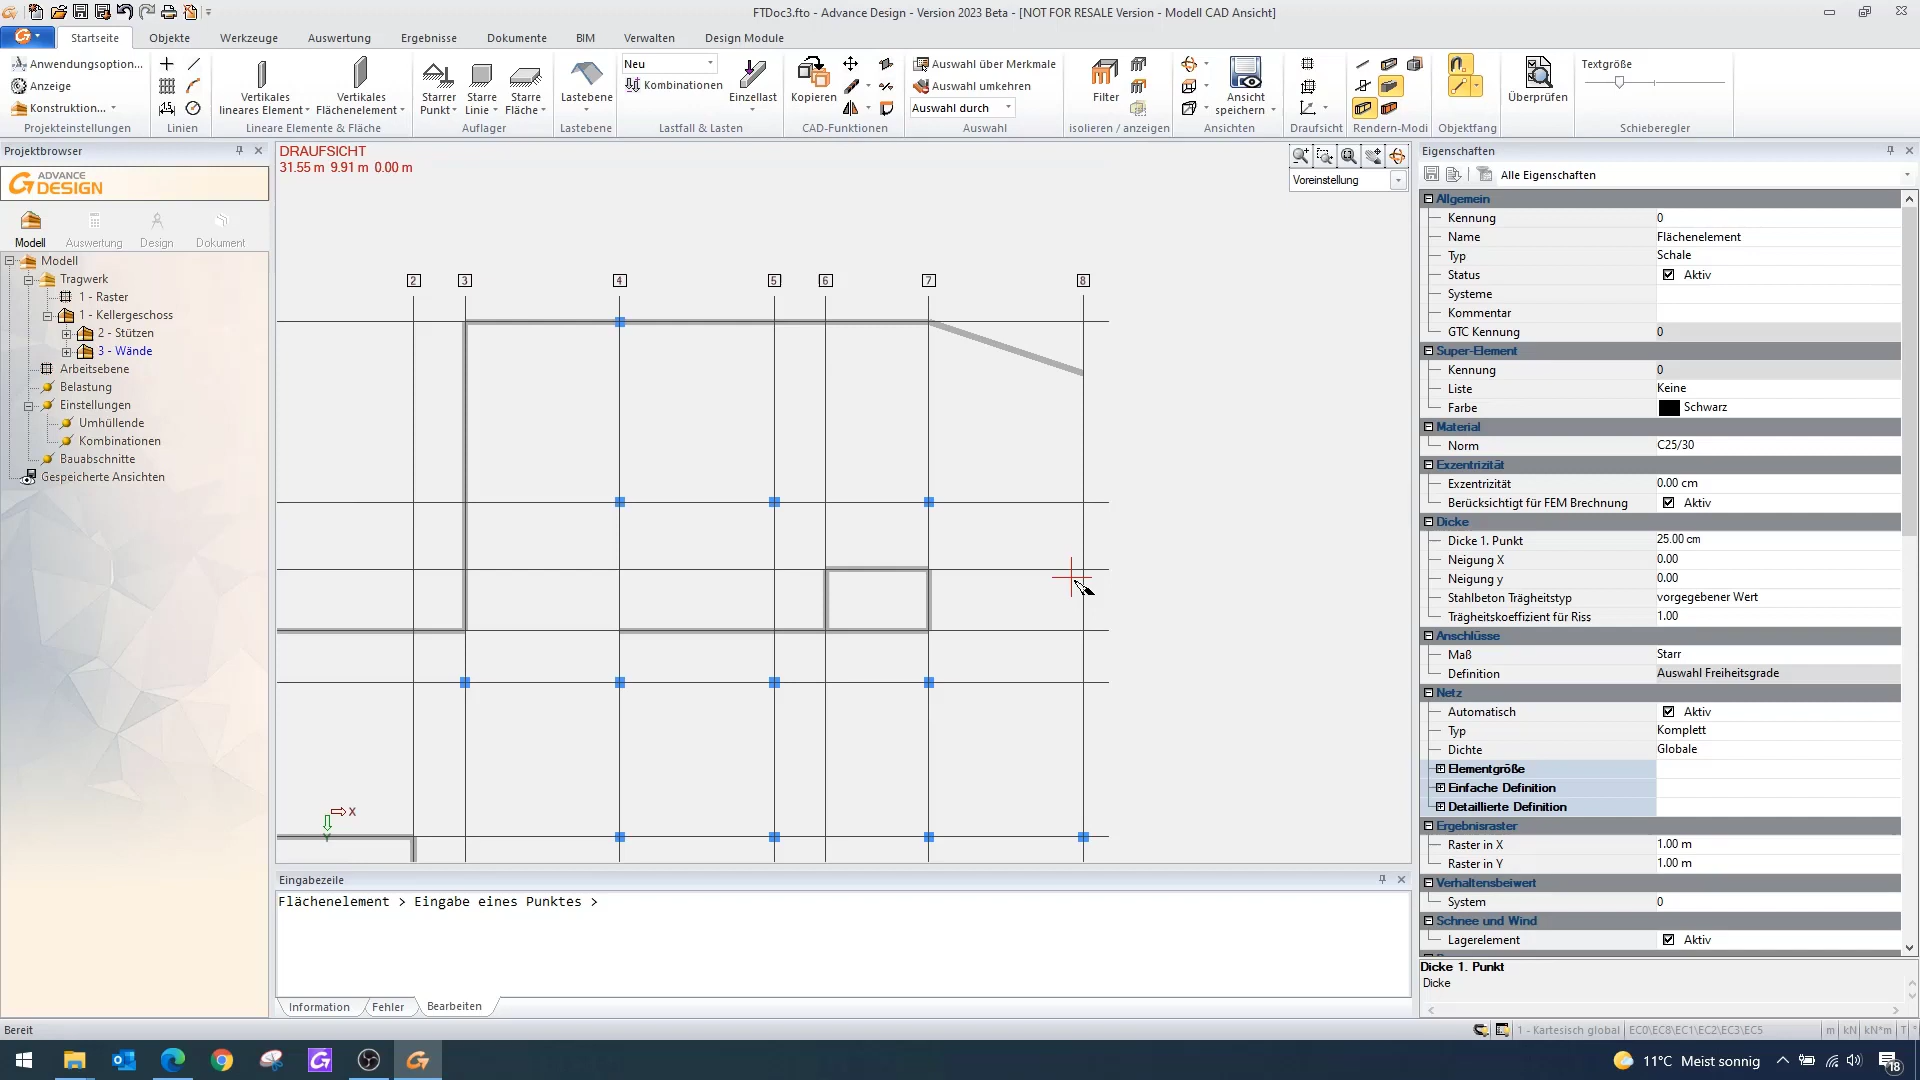 FTDoc3.fto - Advance Design - Version 2023 Beta - [NOT FOR RESALE Version - Modell CAD Ansicht]
Startseite
Objekte
Werkzeuge
Auswertung
Ergebnisse
Dokumente
BIM
Verwalten
Design Module
Anwendungsoption...
Anzeige
Konstruktion...
Projekteinstellungen
Linien
Vertikales
lineares Element
Vertikales
Flächenelement
Lineare Elemente & Fläche
Starrer
Punkt
Starre
Linie
Starre
Fläche
Auflager
Lastebene
Lastebene
Neu
Kombinationen
Einzellast
Lastfall & Lasten
Kopieren
CAD-Funktionen
Auswahl über Merkmale
Auswahl umkehren
Auswahl durch
Auswahl
Filter
isolieren / anzeigen
Ansicht
speichern
Ansichten
Draufsicht
Rendern-Modi
Objektfang
Überprüfen
Textgröße
Schieberegler
Projektbrowser
ADVANCE
DESIGN
Modell
Auswertung
Design
Dokument
Modell
Tragwerk
1 - Raster
1 - Kellergeschoss
2 - Stützen
3 - Wände
Arbeitsebene
Belastung
Einstellungen
Umhüllende
Kombinationen
Bauabschnitte
Gespeicherte Ansichten
DRAUFSICHT
31.55 m 9.91 m 0.00 m
Voreinstellung
2
3
4
5
6
7
8
X
Y
Eingabezeile
Flächenelement > Eingabe eines Punktes >
Information
Fehler
Bearbeiten
Eigenschaften
Alle Eigenschaften
Allgemein
Kennung 0
Name Flächenelement
Typ Schale
Status Aktiv
Systeme
Kommentar
GTC Kennung 0
Super-Element
Kennung 0
Liste Keine
Farbe Schwarz
Material
Norm C25/30
Exzentrizität
Exzentrizität 0.00 cm
Berücksichtigt für FEM Brechnung Aktiv
Dicke
Dicke 1. Punkt 25.00 cm
Neigung X 0.00
Neigung y 0.00
Stahlbeton Trägheitstyp vorgegebener Wert
Trägheitskoeffizient für Riss 1.00
Anschlüsse
Maß Starr
Definition Auswahl Freiheitsgrade
Netz
Automatisch Aktiv
Typ Komplett
Dichte Globale
Elementgröße
Einfache Definition
Detaillierte Definition
Ergebnisraster
Raster in X 1.00 m
Raster in Y 1.00 m
Verhaltensbeiwert
System 0
Schnee und Wind
Lagerelement Aktiv
Dicke 1. Punkt
Dicke
Bereit
1 - Kartesisch global
EC0\EC8\EC1\EC2\EC3\EC5
m
kN
kN*m
T
11°C Meist sonnig
18